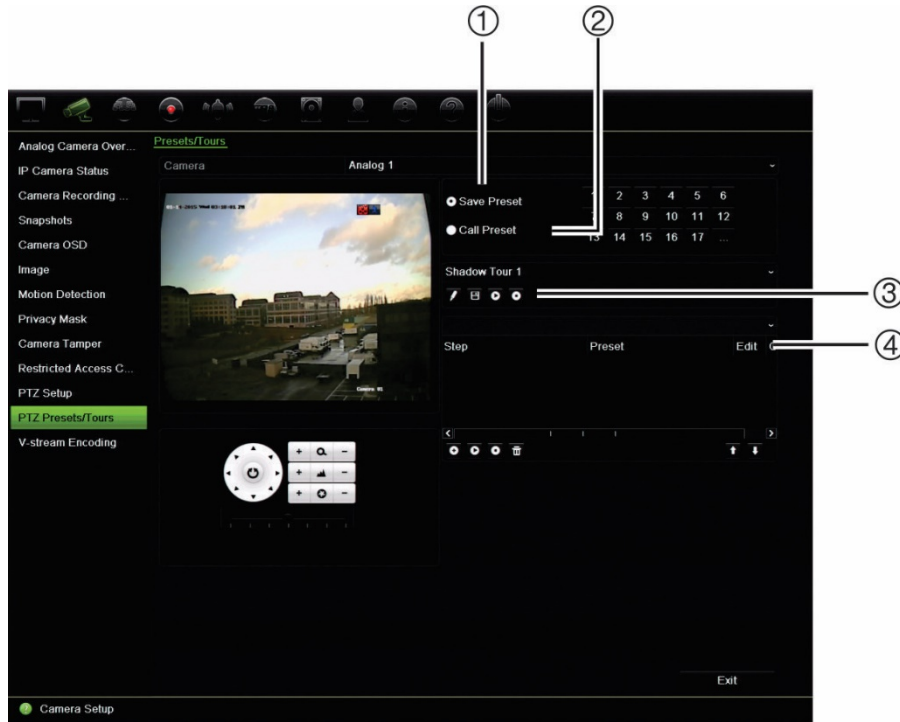 ① ②
Presets/Tours
Camera Analog 1
Analog Camera Over...
IP Camera Status
Camera Recording ...
Snapshots
Camera OSD
Image
Motion Detection
Privacy Mask
Camera Tamper
Restricted Access C...
PTZ Setup
PTZ Presets/Tours
V-stream Encoding
Camera 01
Save Preset
Call Preset
1 2 3 4 5 6
8 9 10 11 12
13 14 15 16 17 ...
Shadow Tour 1
③
Step Preset Edit
④
Exit
Camera Setup